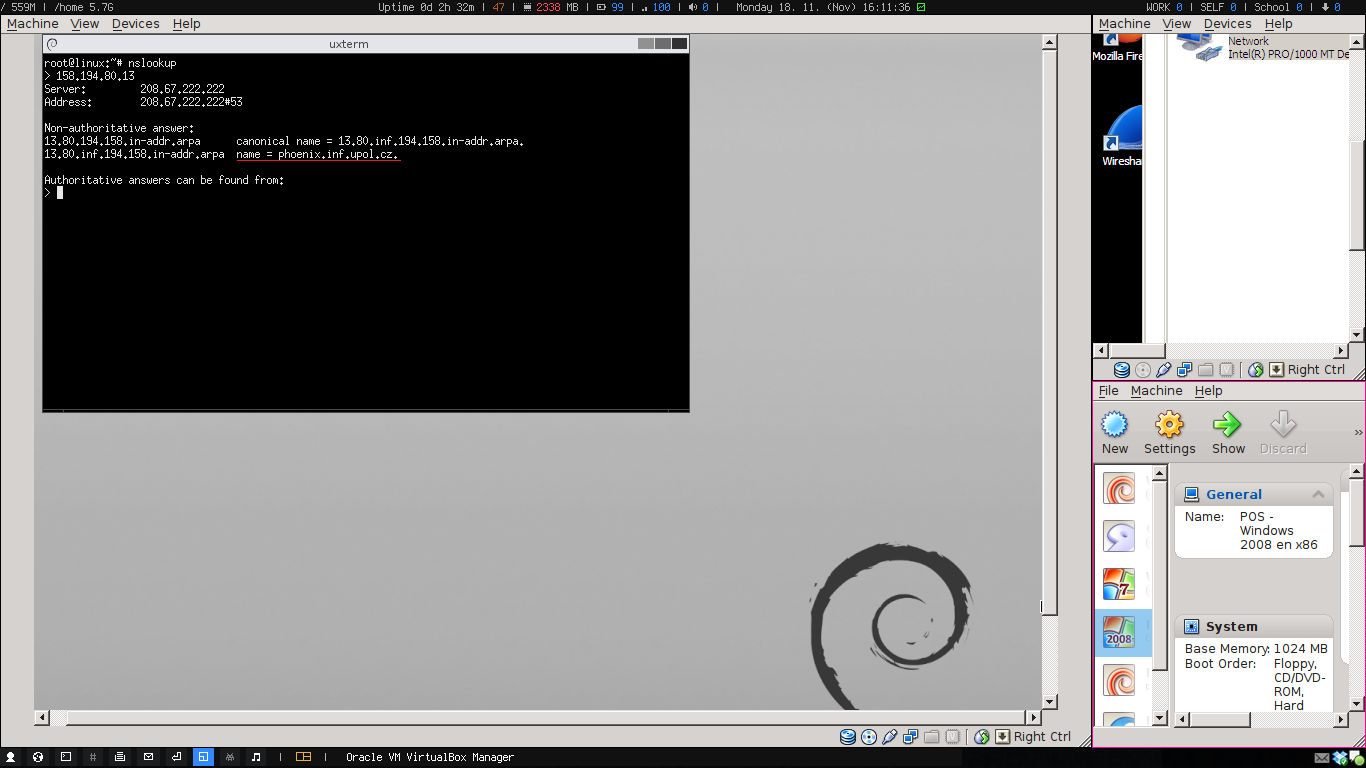 / 559M | /home 5.7G
Uptime 0d 2h 32m | 47 | 2338 MB | 99 | 100 | 0 | Monday 18. 11. (Nov) 16:11:36
WORK 0 | SELF 0 | School 0 | 0
Machine View Devices Help
uxterm
root@linux:~# nslookup
> 158.194.80.13
Server: 208.67.222.222
Address: 208.67.222.222#53
Non-authoritative answer:
13.80.194.158.in-addr.arpa canonical name = 13.80.inf.194.158.in-addr.arpa.
13.80.inf.194.158.in-addr.arpa name = phoenix.inf.upol.cz.
Authoritative answers can be found from:
>
Right Ctrl
Machine View Devices Help
Mozilla Fire
Wiresha
Network
Intel(R) PRO/1000 MT De
Right Ctrl
File Machine Help
New Settings Show Discard
»
7
2008
General
Name: POS -
Windows
2008 en x86
System
Base Memory: 1024 MB
Boot Order: Floppy,
CD/DVD-
ROM,
Hard
# | | Oracle VM VirtualBox Manager